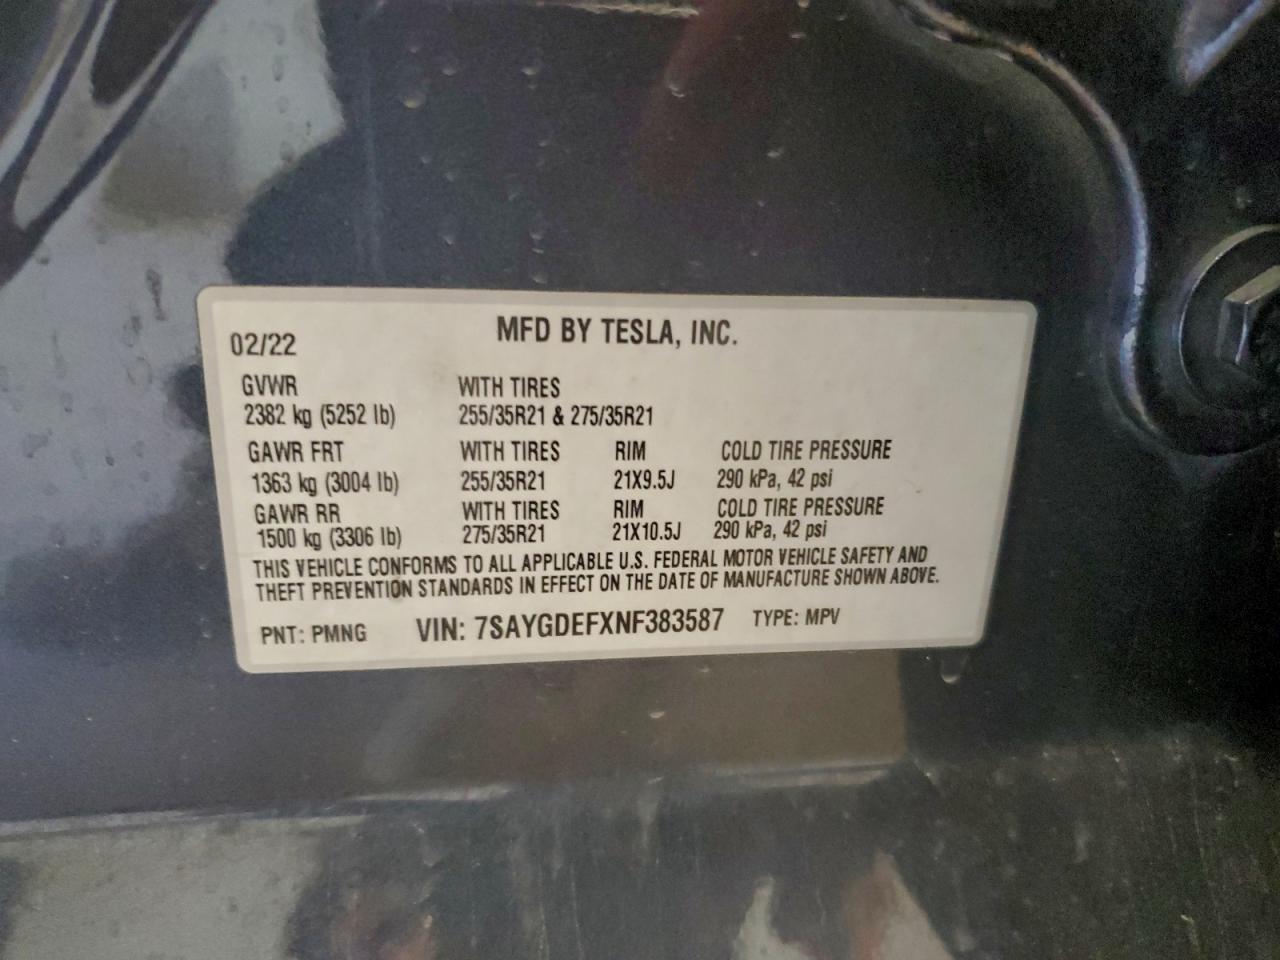 MFD BY TESLA, INC.
02/22
GVWR WITH TIRES
2382 kg (5252 lb) 255/35R21 & 275/35R21
GAWR FRT WITH TIRES RIM COLD TIRE PRESSURE
1363 kg (3004 lb) 255/35R21 21X9.5J 290 kPa, 42 psi
GAWR RR WITH TIRES RIM COLD TIRE PRESSURE
1500 kg (3306 lb) 275/35R21 21X10.5J 290 kPa, 42 psi
THIS VEHICLE CONFORMS TO ALL APPLICABLE U.S. FEDERAL MOTOR VEHICLE SAFETY AND
THEFT PREVENTION STANDARDS IN EFFECT ON THE DATE OF MANUFACTURE SHOWN ABOVE.
PNT: PMNG VIN: 7SAYGDEFXNF383587 TYPE: MPV